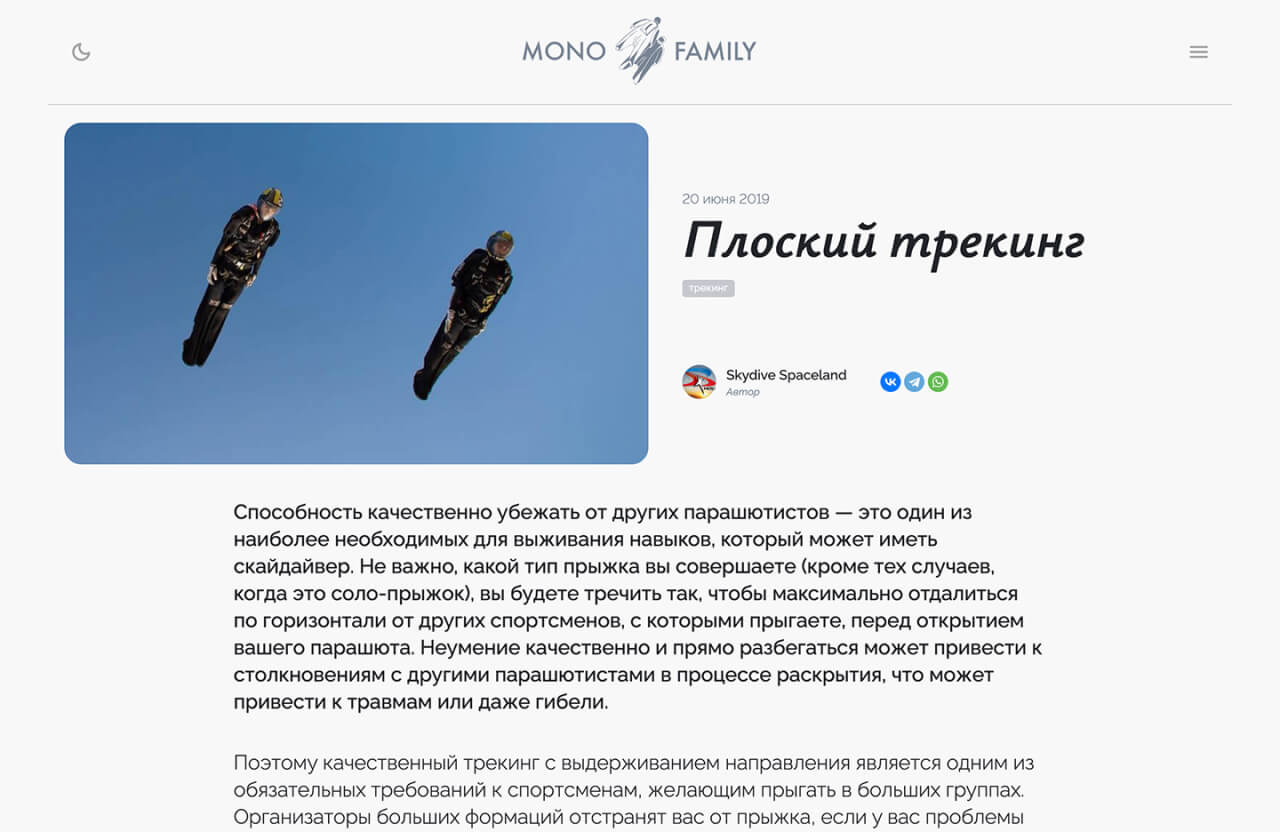 MONO FAMILY
20 июня 2019
Плоский трекинг
трекинг
Skydive Spaceland
Автор
Способность качественно убежать от других парашютистов — это один из
наиболее необходимых для выживания навыков, который может иметь
скайдайвер. Не важно, какой тип прыжка вы совершаете (кроме тех случаев,
когда это соло-прыжок), вы будете тречить так, чтобы максимально отдалиться
по горизонтали от других спортсменов, с которыми прыгаете, перед открытием
вашего парашюта. Неумение качественно и прямо разбегаться может привести к
столкновениям с другими парашютистами в процессе раскрытия, что может
привести к травмам или даже гибели.
Поэтому качественный трекинг с выдерживанием направления является одним из
обязательных требований к спортсменам, желающим прыгать в больших группах.
Организаторы больших формаций отстранят вас от прыжка, если у вас проблемы